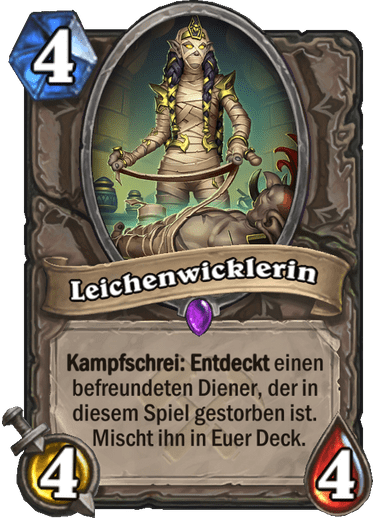 4
Leichenwicklerin
Kampfschrei: Entdeckt einen
befreundeten Diener, der in
diesem Spiel gestorben ist.
Mischt ihn in Euer Deck.
4 4